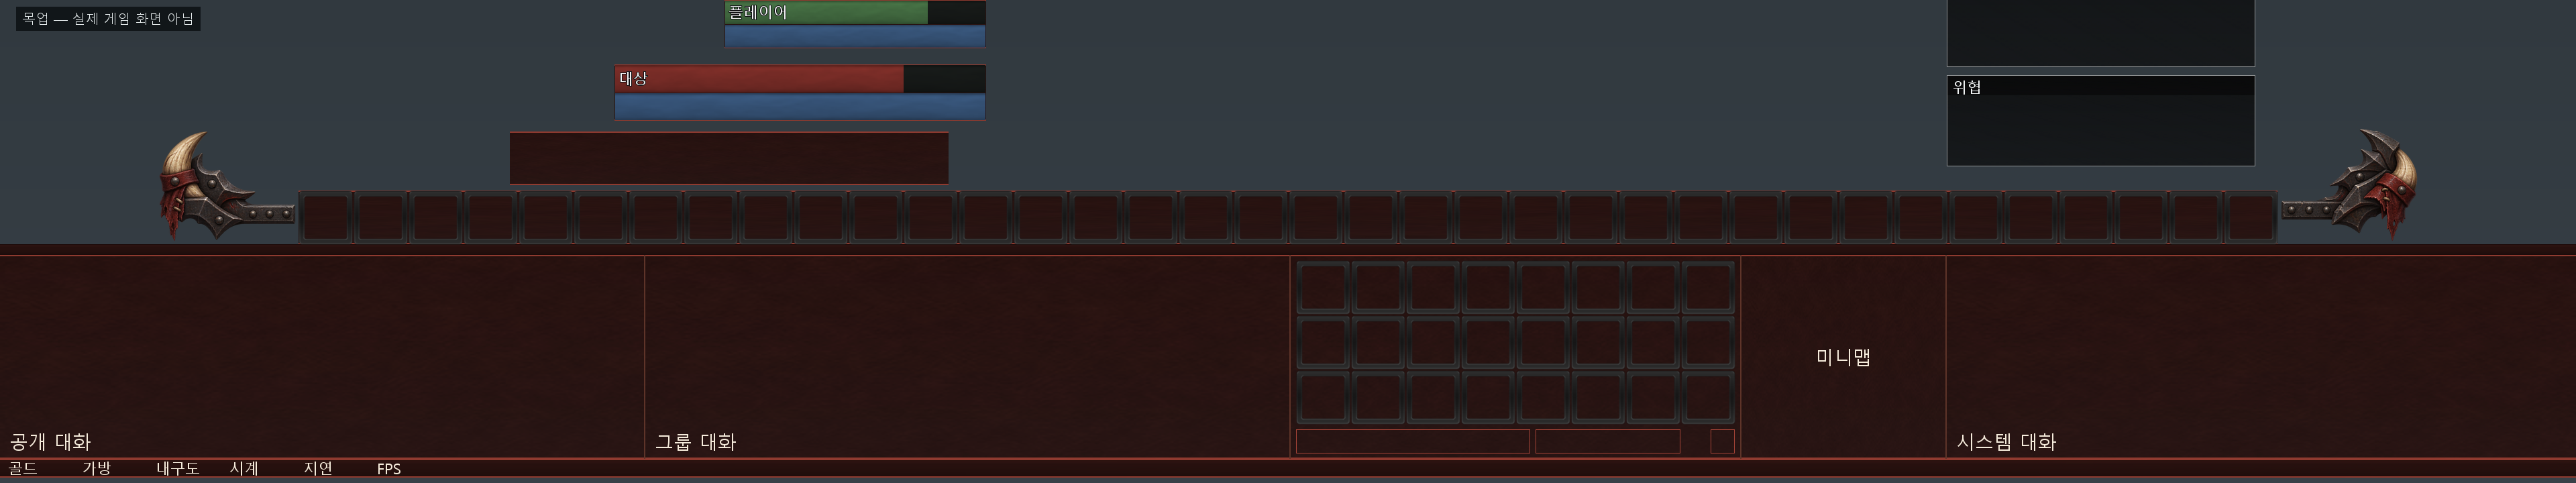 목업 — 실제 게임 화면 아님
플레이어
대상
위협
미니맵
공개 대화
그룹 대화
시스템 대화
골드 가방 내구도 시계 지연 FPS